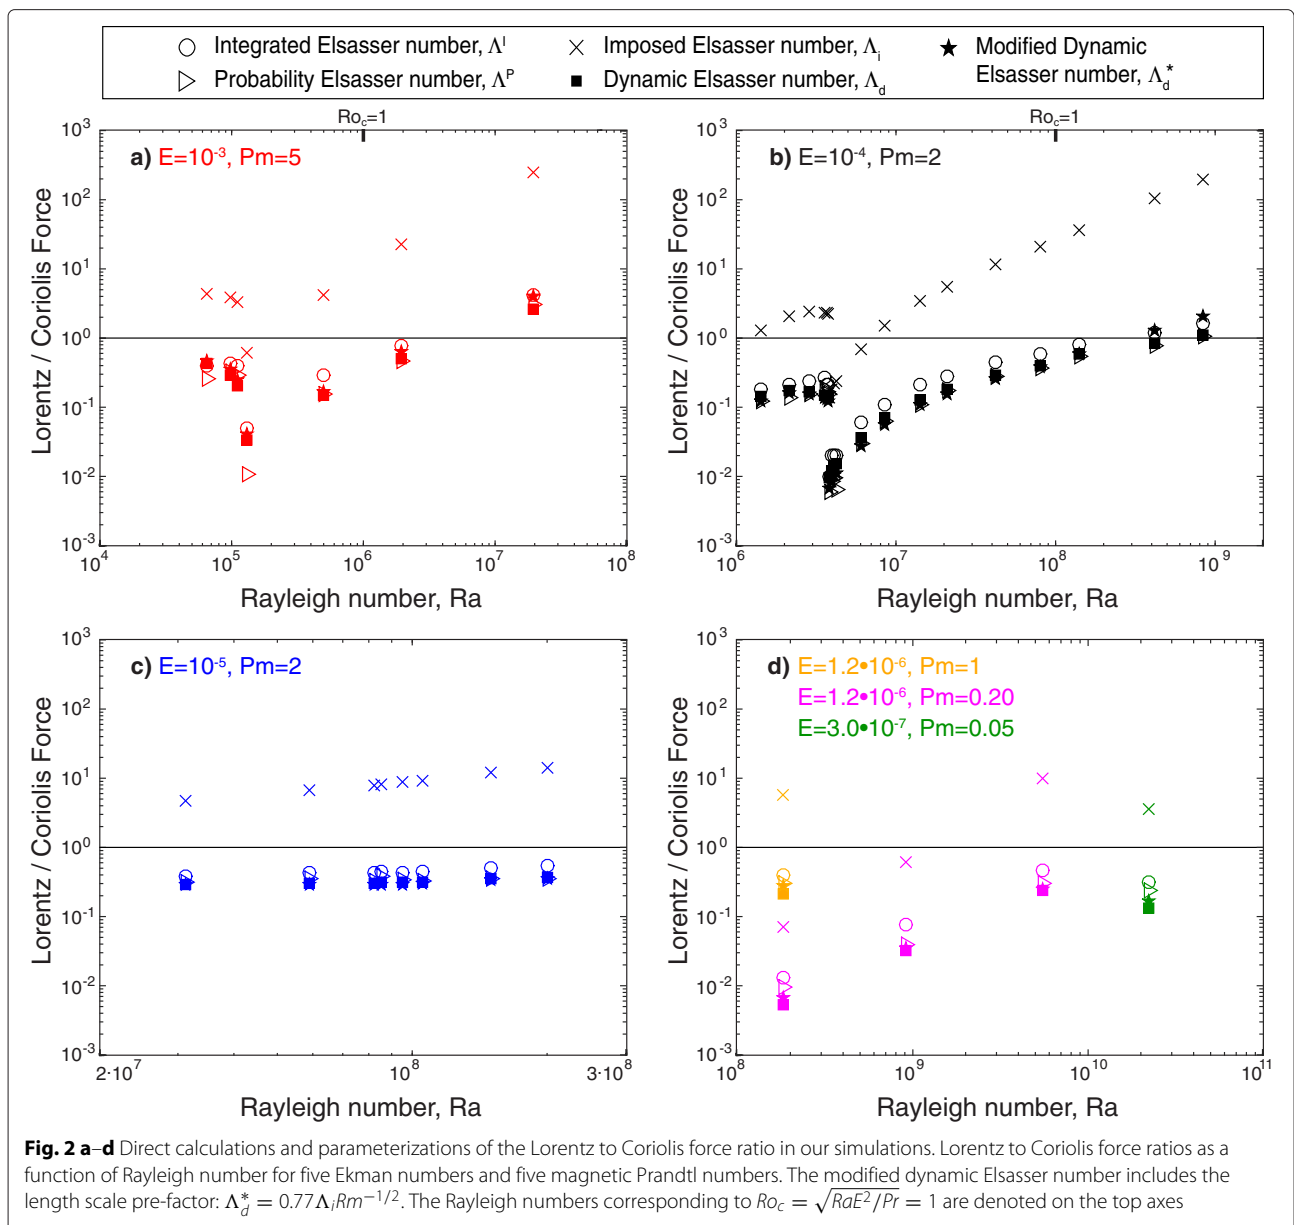 Integrated Elsasser number, Λᴵ
Imposed Elsasser number, Λᵢ
Modified Dynamic
Elsasser number, Λ_d^*
Probability Elsasser number, Λᴾ
Dynamic Elsasser number, Λ_d
Ro_c=1
Ro_c=1
a) E=10⁻³, Pm=5
Lorentz / Coriolis Force
10³
10²
10¹
10⁰
10⁻¹
10⁻²
10⁻³
10⁴ 10⁵ 10⁶ 10⁷ 10⁸
Rayleigh number, Ra
b) E=10⁻⁴, Pm=2
Lorentz / Coriolis Force
10³
10²
10¹
10⁰
10⁻¹
10⁻²
10⁻³
10⁶ 10⁷ 10⁸ 10⁹
Rayleigh number, Ra
c) E=10⁻⁵, Pm=2
Lorentz / Coriolis Force
10³
10²
10¹
10⁰
10⁻¹
10⁻²
10⁻³
2·10⁷ 10⁸ 3·10⁸
Rayleigh number, Ra
d) E=1.2•10⁻⁶, Pm=1
E=1.2•10⁻⁶, Pm=0.20
E=3.0•10⁻⁷, Pm=0.05
Lorentz / Coriolis Force
10³
10²
10¹
10⁰
10⁻¹
10⁻²
10⁻³
10⁸ 10⁹ 10¹⁰ 10¹¹
Rayleigh number, Ra
Fig. 2 a–d Direct calculations and parameterizations of the Lorentz to Coriolis force ratio in our simulations. Lorentz to Coriolis force ratios as a
function of Rayleigh number for five Ekman numbers and five magnetic Prandtl numbers. The modified dynamic Elsasser number includes the
length scale pre-factor: Λ_d^* = 0.77ΛᵢRm⁻¹/². The Rayleigh numbers corresponding to Ro_c = √RaE²/Pr = 1 are denoted on the top axes